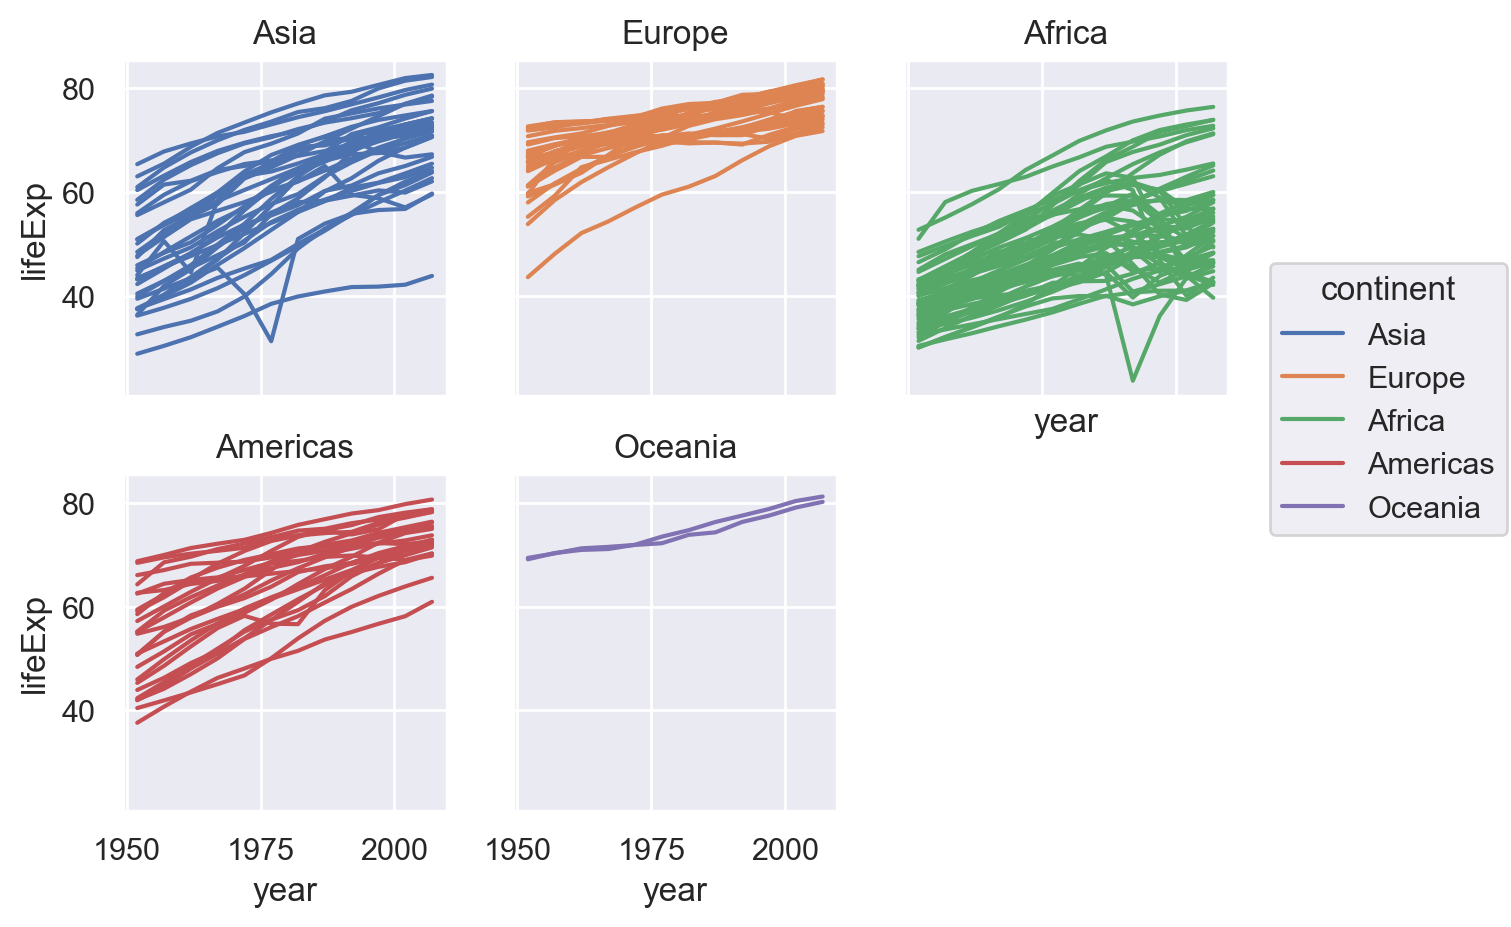 Asia
Europe
Africa
80
60
40
lifeExp
year
Americas
Oceania
80
60
40
lifeExp
1950
1975
2000
1950
1975
2000
year
year
continent
Asia
Europe
Africa
Americas
Oceania